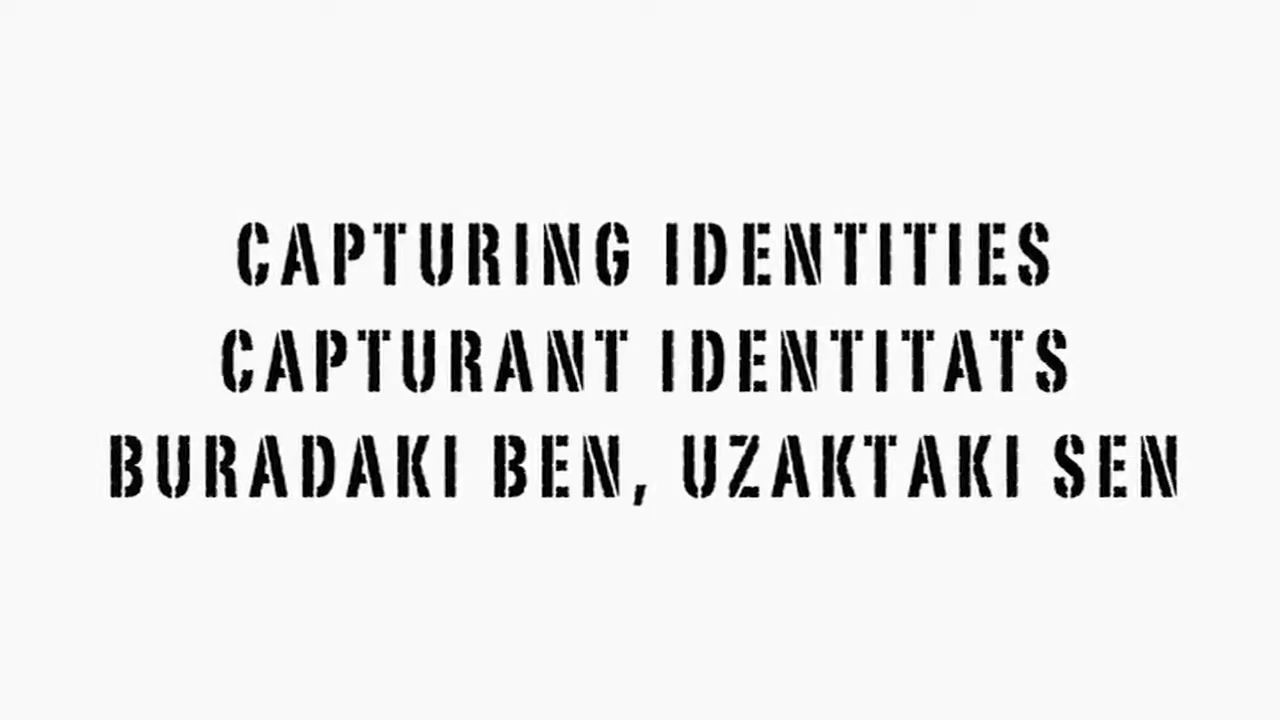 CAPTURING IDENTITIES
CAPTURANT IDENTITATS
BURADAKI BEN, UZAKTAKI SEN